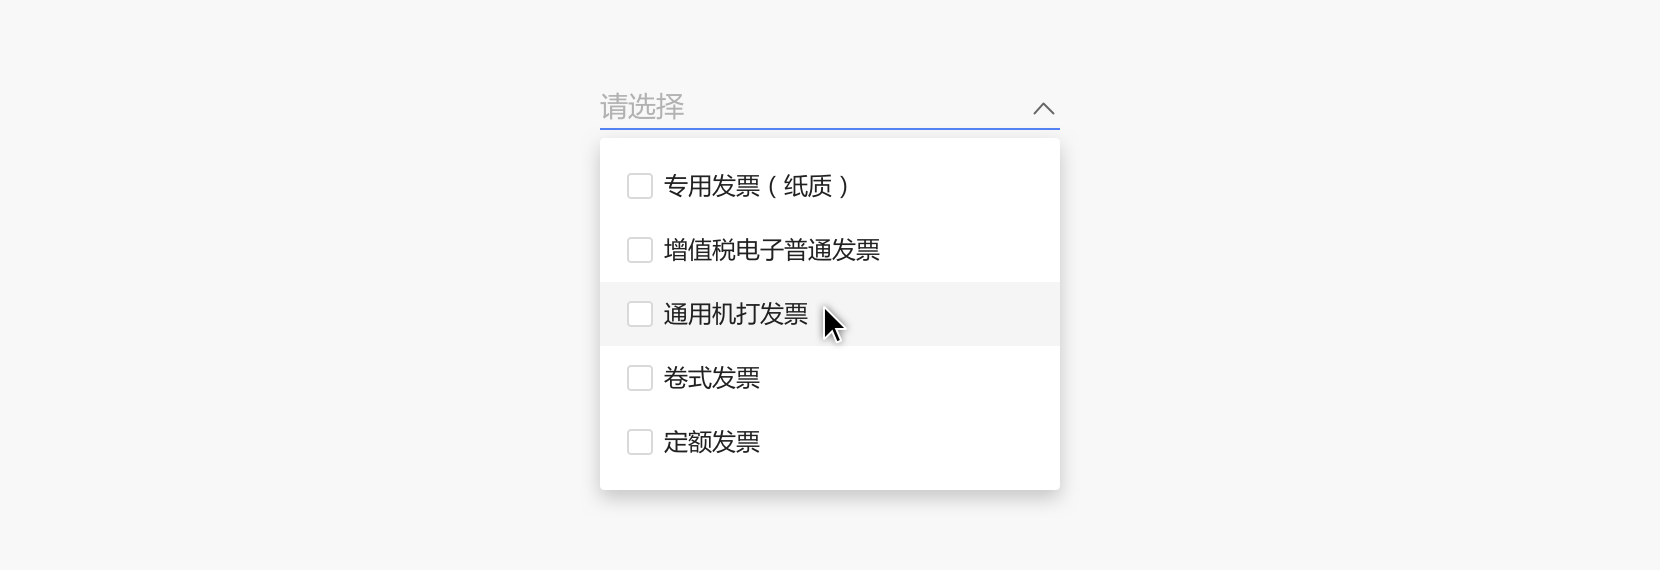 请选择
专用发票（纸质）
增值税电子普通发票
通用机打发票
卷式发票
定额发票